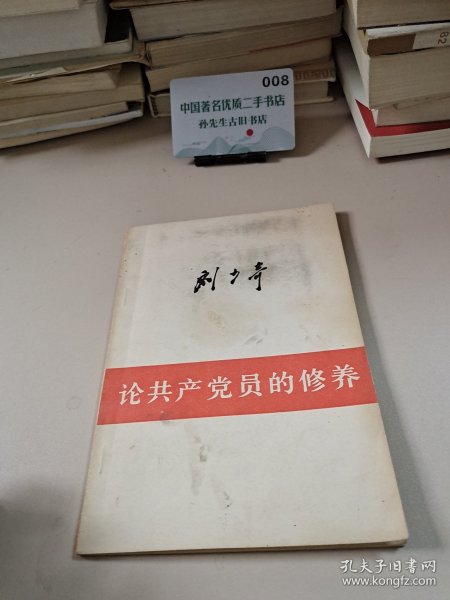 008
中国著名优质二手书店
孙先生古旧书店
82
刘少奇
论共产党员的修养
孔夫子旧书网
www.kongfz.com